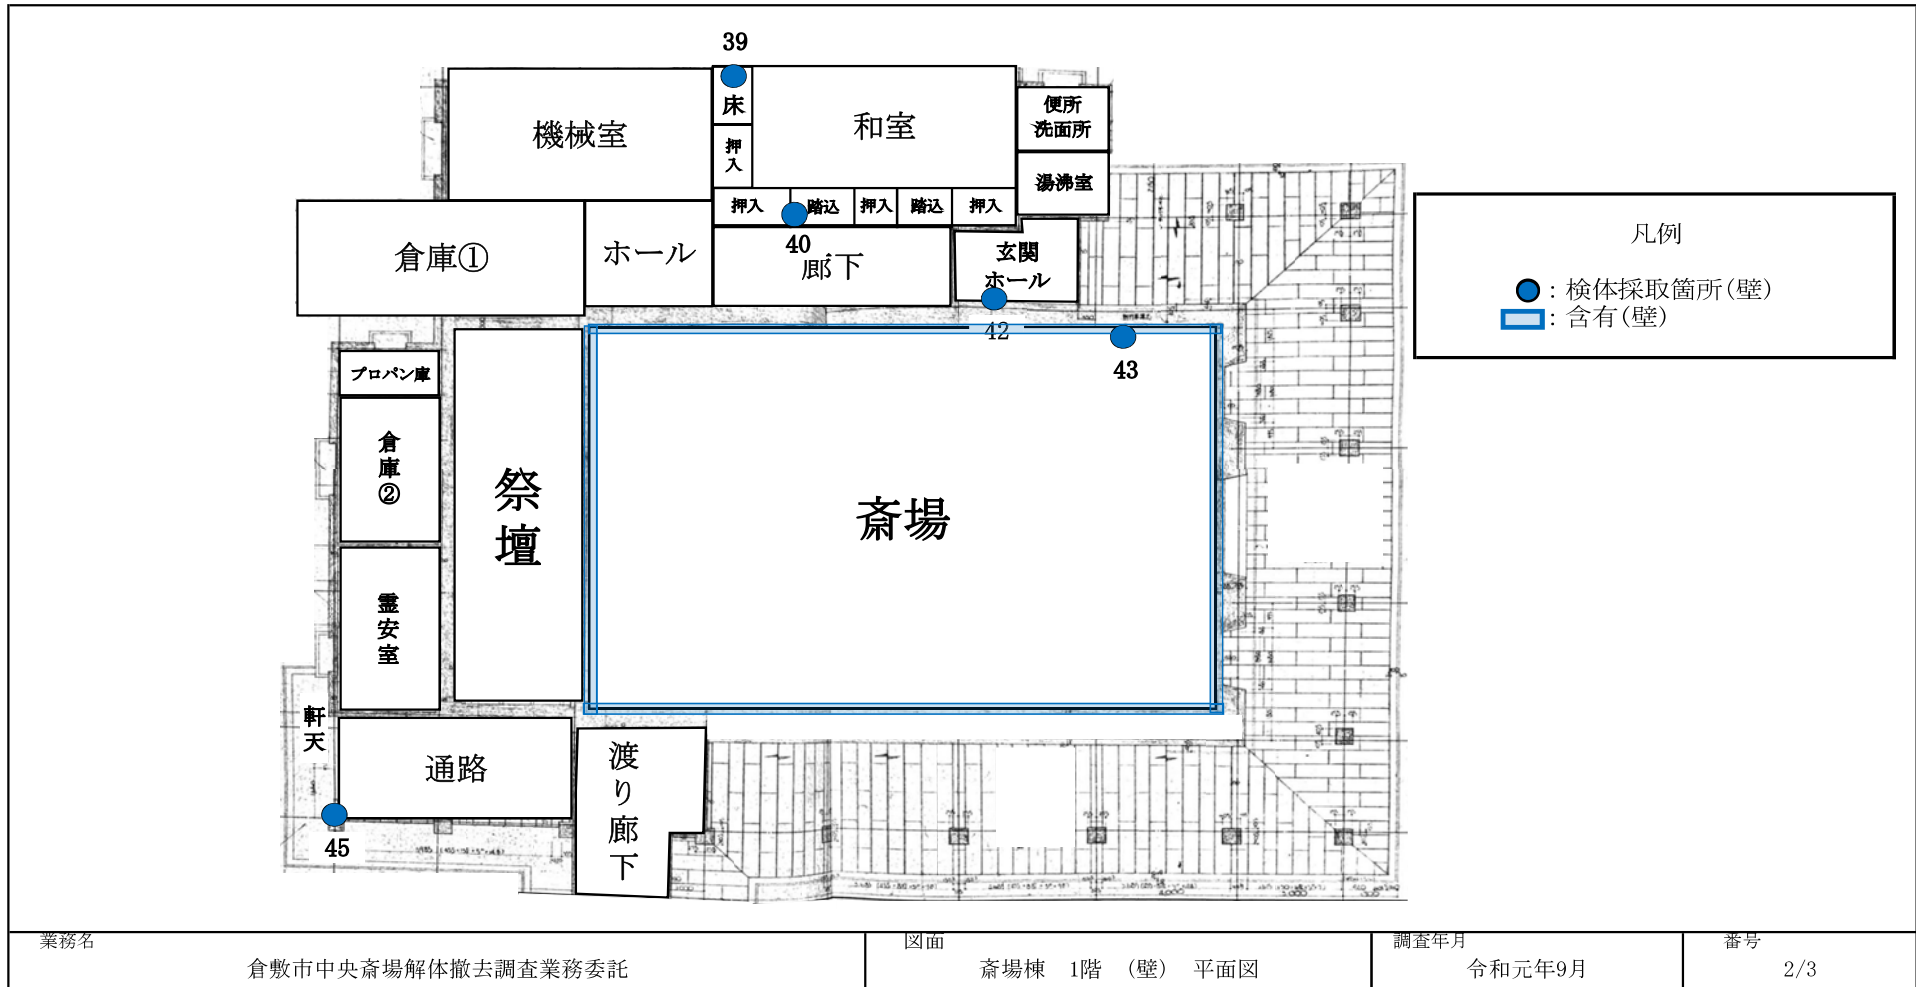 39
床
機械室
和室
便所
洗面所
押入
湯沸室
押入
踏込
押入
踏込
押入
40
倉庫①
ホール
廊下
玄関
ホール
42
43
凡例
：検体採取箇所(壁)
：含有(壁)
プロパン庫
倉庫②
祭壇
斎場
霊安室
軒天
通路
渡り廊下
45
業務名
倉敷市中央斎場解体撤去調査業務委託
図面
斎場棟　1階　（壁）　平面図
調査年月
令和元年9月
番号
2/3